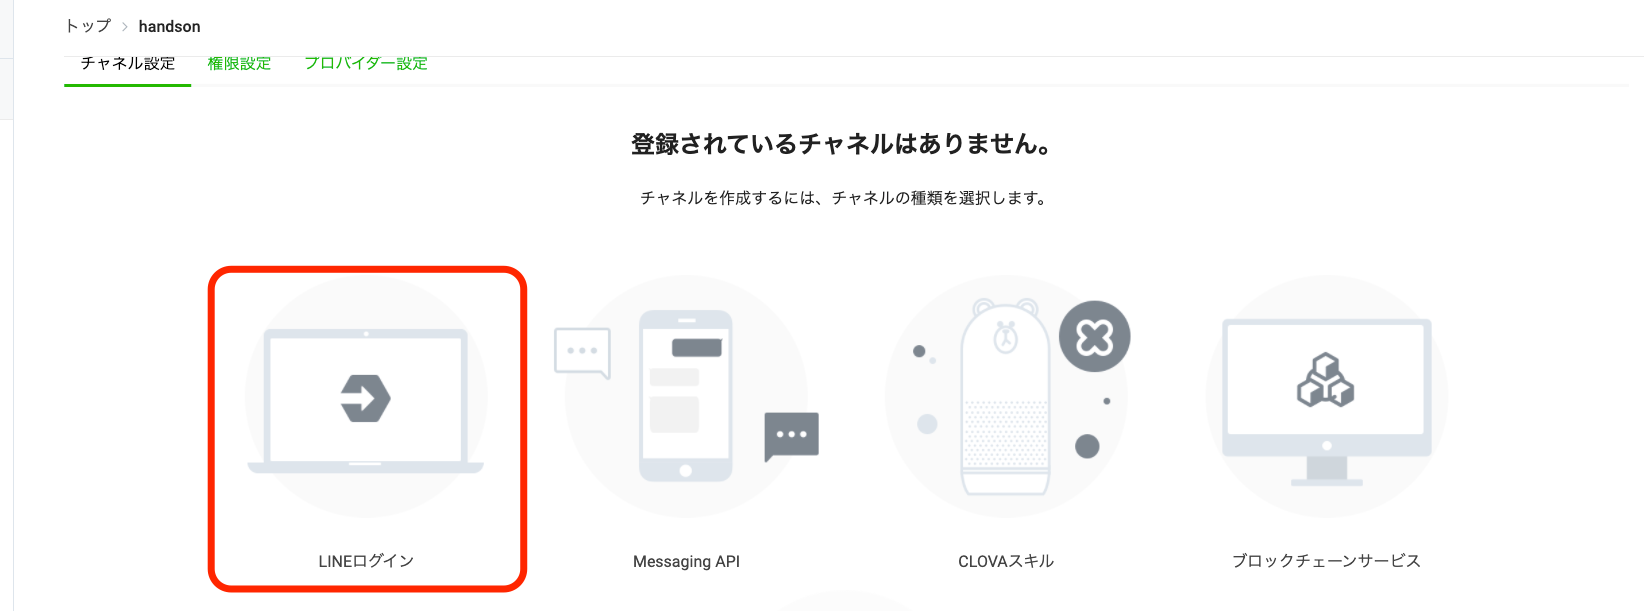 トップ > handson
チャネル設定 権限設定 プロバイダー設定
登録されているチャネルはありません。
チャネルを作成するには、チャネルの種類を選択します。
LINEログイン Messaging API CLOVAスキル ブロックチェーンサービス